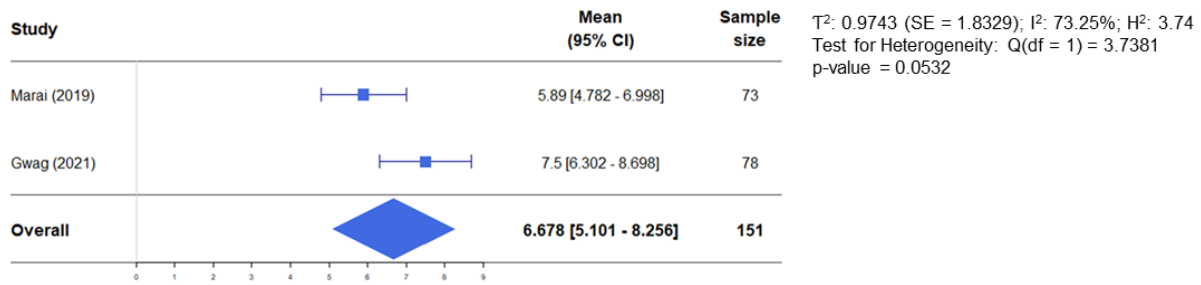 Study
Mean
(95% CI)
Sample
size
Marai (2019)
5.89 [4.782 - 6.998]
73
Gwag (2021)
7.5 [6.302 - 8.698]
78
Overall
6.678 [5.101 - 8.256]
151
0 1 2 3 4 5 6 7 8 9
Ƭ²: 0.9743 (SE = 1.8329); I²: 73.25%; H²: 3.74
Test for Heterogeneity: Q(df = 1) = 3.7381
p-value = 0.0532